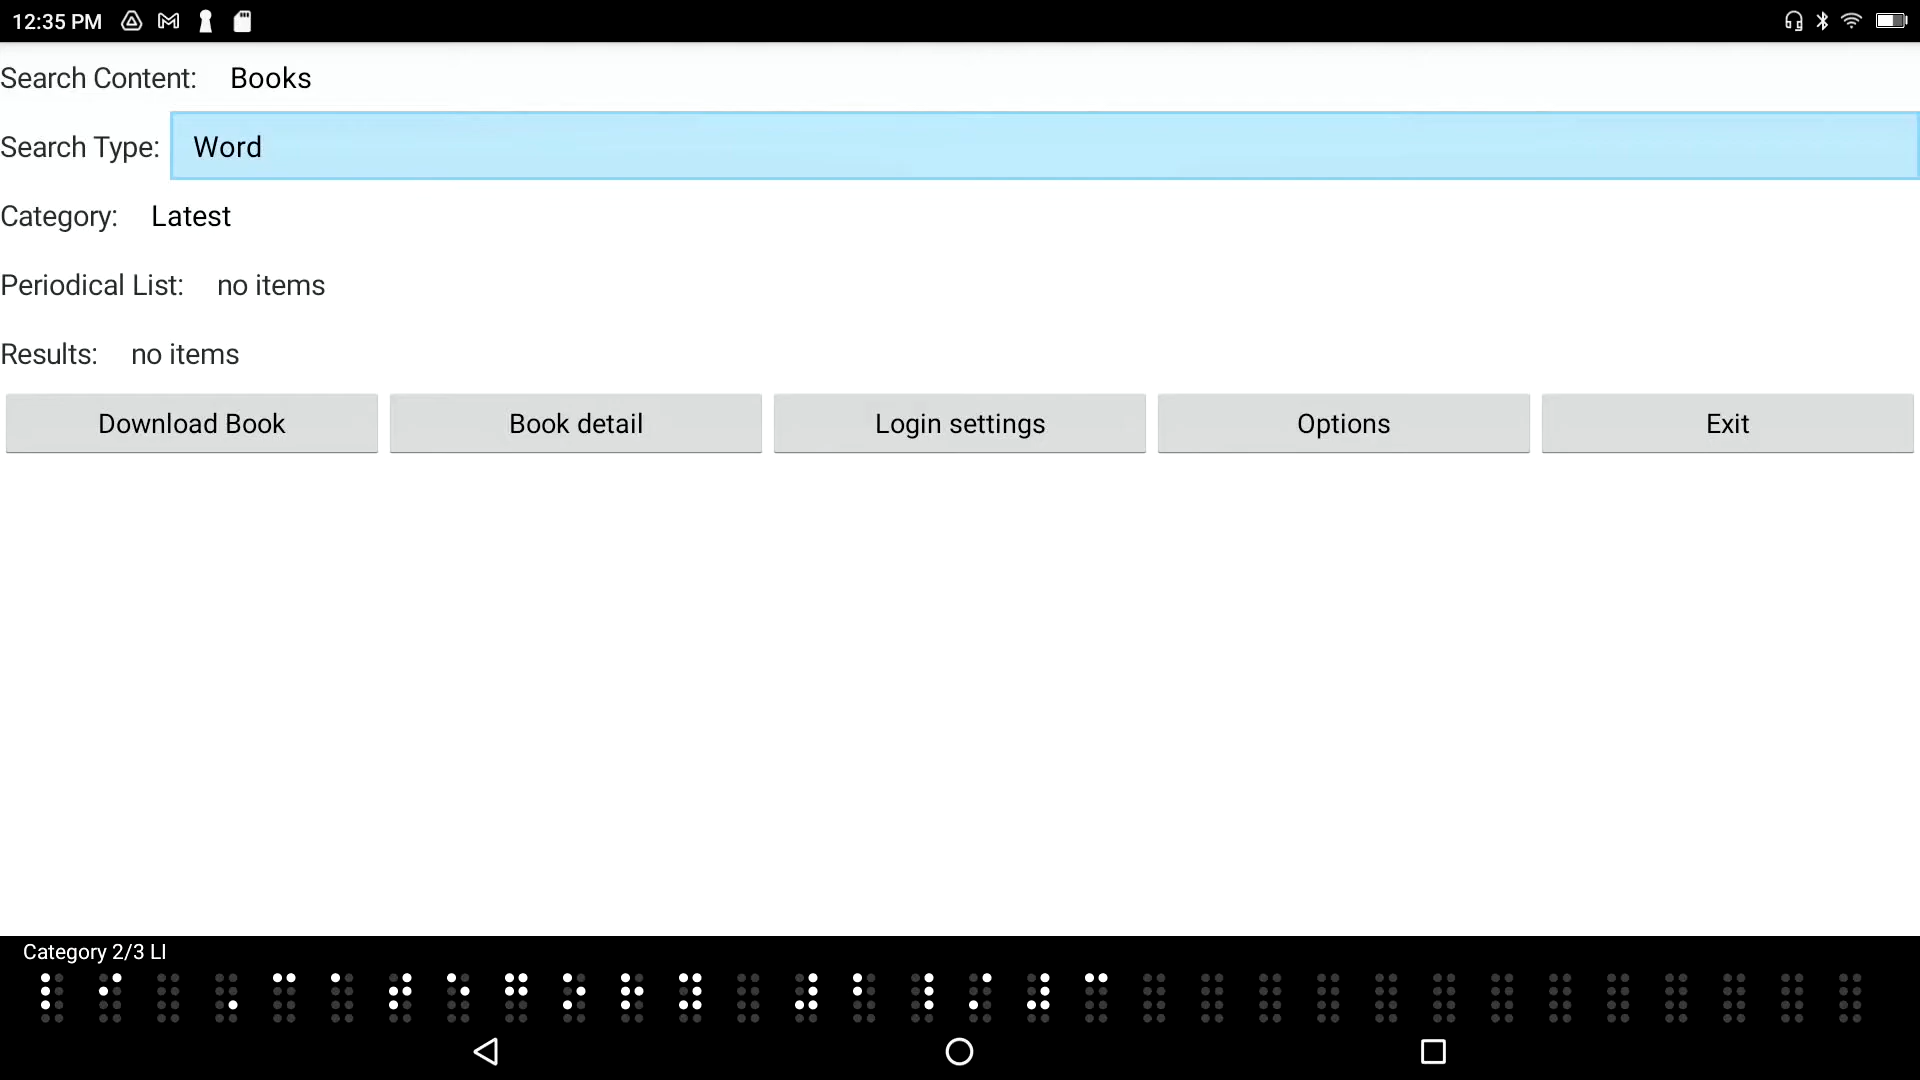 12:35 PM
Search Content: Books
Search Type: Word
Category: Latest
Periodical List: no items
Results: no items
Download Book Book detail Login settings Options Exit
Category 2/3 LI